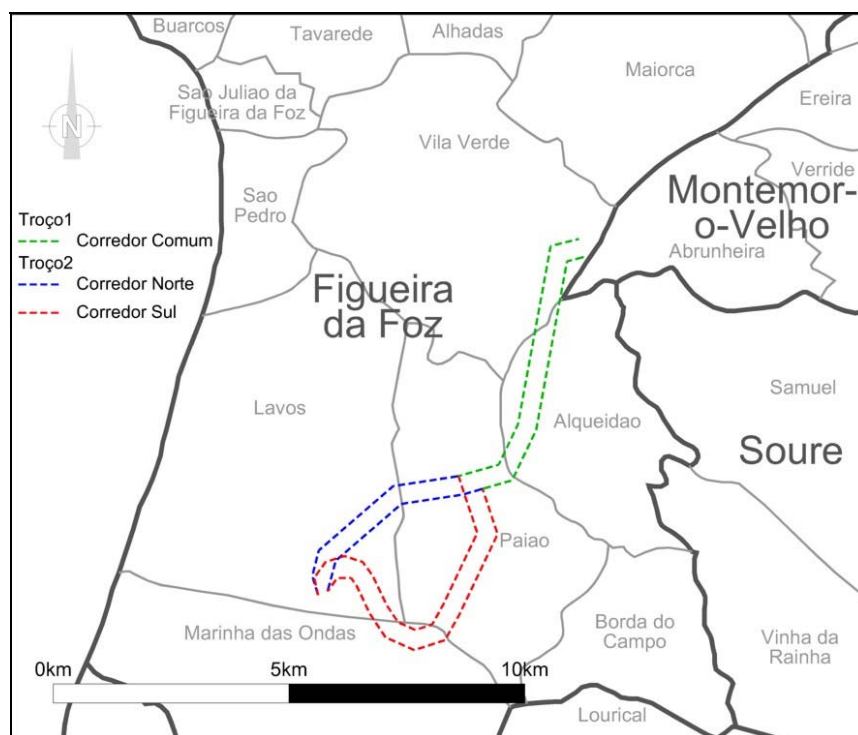 Buarcos
Tavarede
Alhadas
Maiorca
Sao Juliao da
Figueira da Foz
Ereira
N
Vila Verde
Verride
Sao
Pedro
Montemor-
o-Velho
Troço1
Corredor Comum
Abrunheira
Troço2
Corredor Norte
Corredor Sul
Figueira
da Foz
Samuel
Lavos
Alqueidao
Soure
Paiao
Marinha das Ondas
Borda do
Campo
Vinha da
Rainha
0km
5km
10km
Lourical